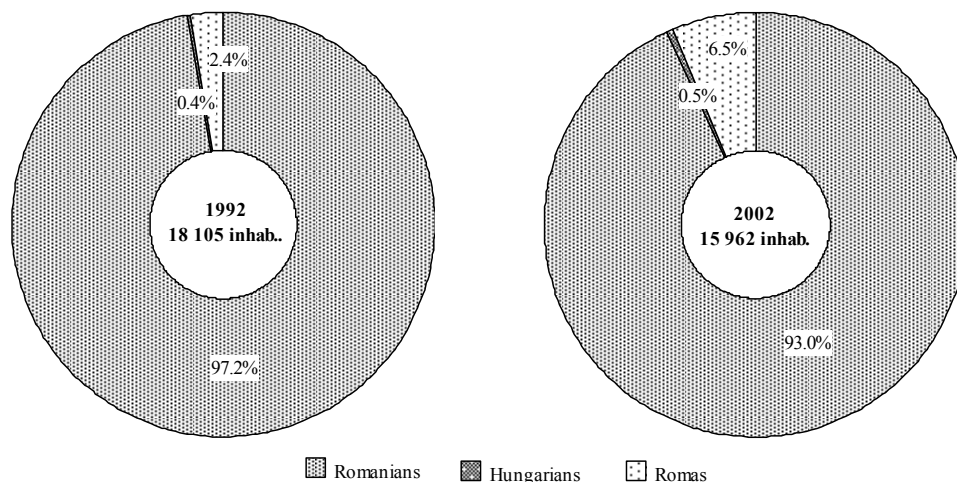 2.4%
0.4%
1992
18 105 inhab..
97.2%
6.5%
0.5%
2002
15 962 inhab.
93.0%
Romanians Hungarians Romas